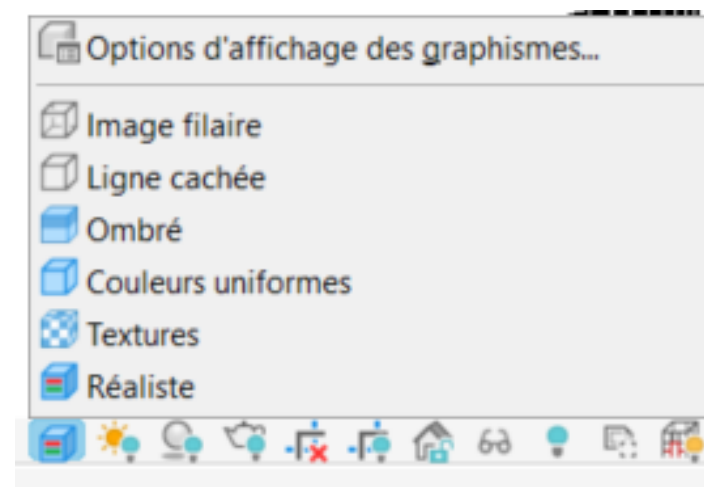 Options d'affichage des graphismes...
Image filaire
Ligne cachée
Ombré
Couleurs uniformes
Textures
Réaliste